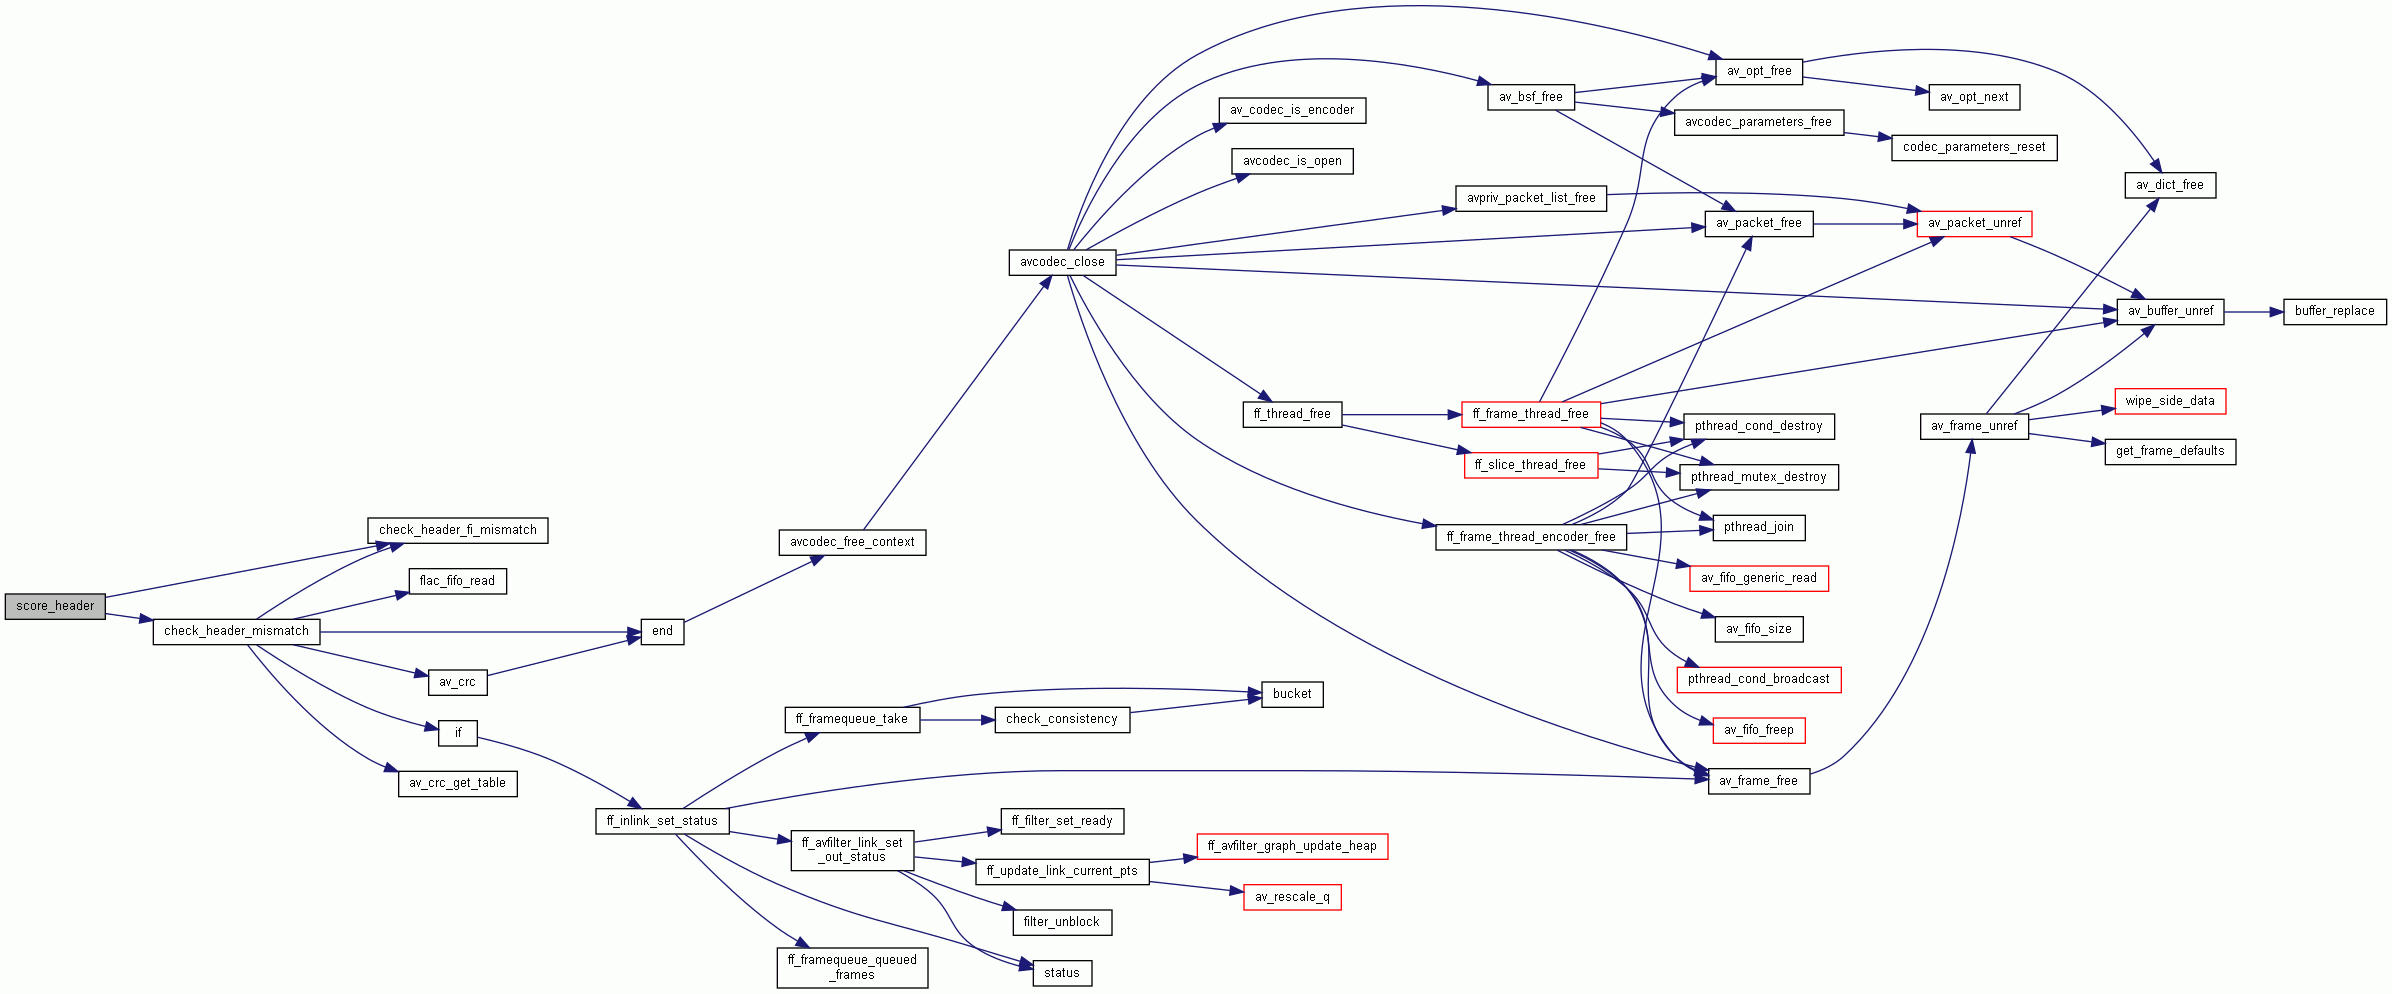 score_header
check_header_fi_mismatch
flac_fifo_read
check_header_mismatch
end
av_crc
if
av_crc_get_table
avcodec_free_context
avcodec_close
ff_inlink_set_status
ff_framequeue_take
check_consistency
bucket
ff_avfilter_link_set
_out_status
ff_filter_set_ready
ff_update_link_current_pts
ff_avfilter_graph_update_heap
av_rescale_q
filter_unblock
status
ff_framequeue_queued
_frames
av_codec_is_encoder
avcodec_is_open
av_bsf_free
avpriv_packet_list_free
ff_thread_free
ff_frame_thread_free
ff_slice_thread_free
ff_frame_thread_encoder_free
av_opt_free
avcodec_parameters_free
av_packet_free
pthread_cond_destroy
pthread_mutex_destroy
pthread_join
av_fifo_generic_read
av_fifo_size
pthread_cond_broadcast
av_fifo_freep
av_frame_free
av_opt_next
codec_parameters_reset
av_packet_unref
av_frame_unref
av_dict_free
av_buffer_unref
buffer_replace
wipe_side_data
get_frame_defaults